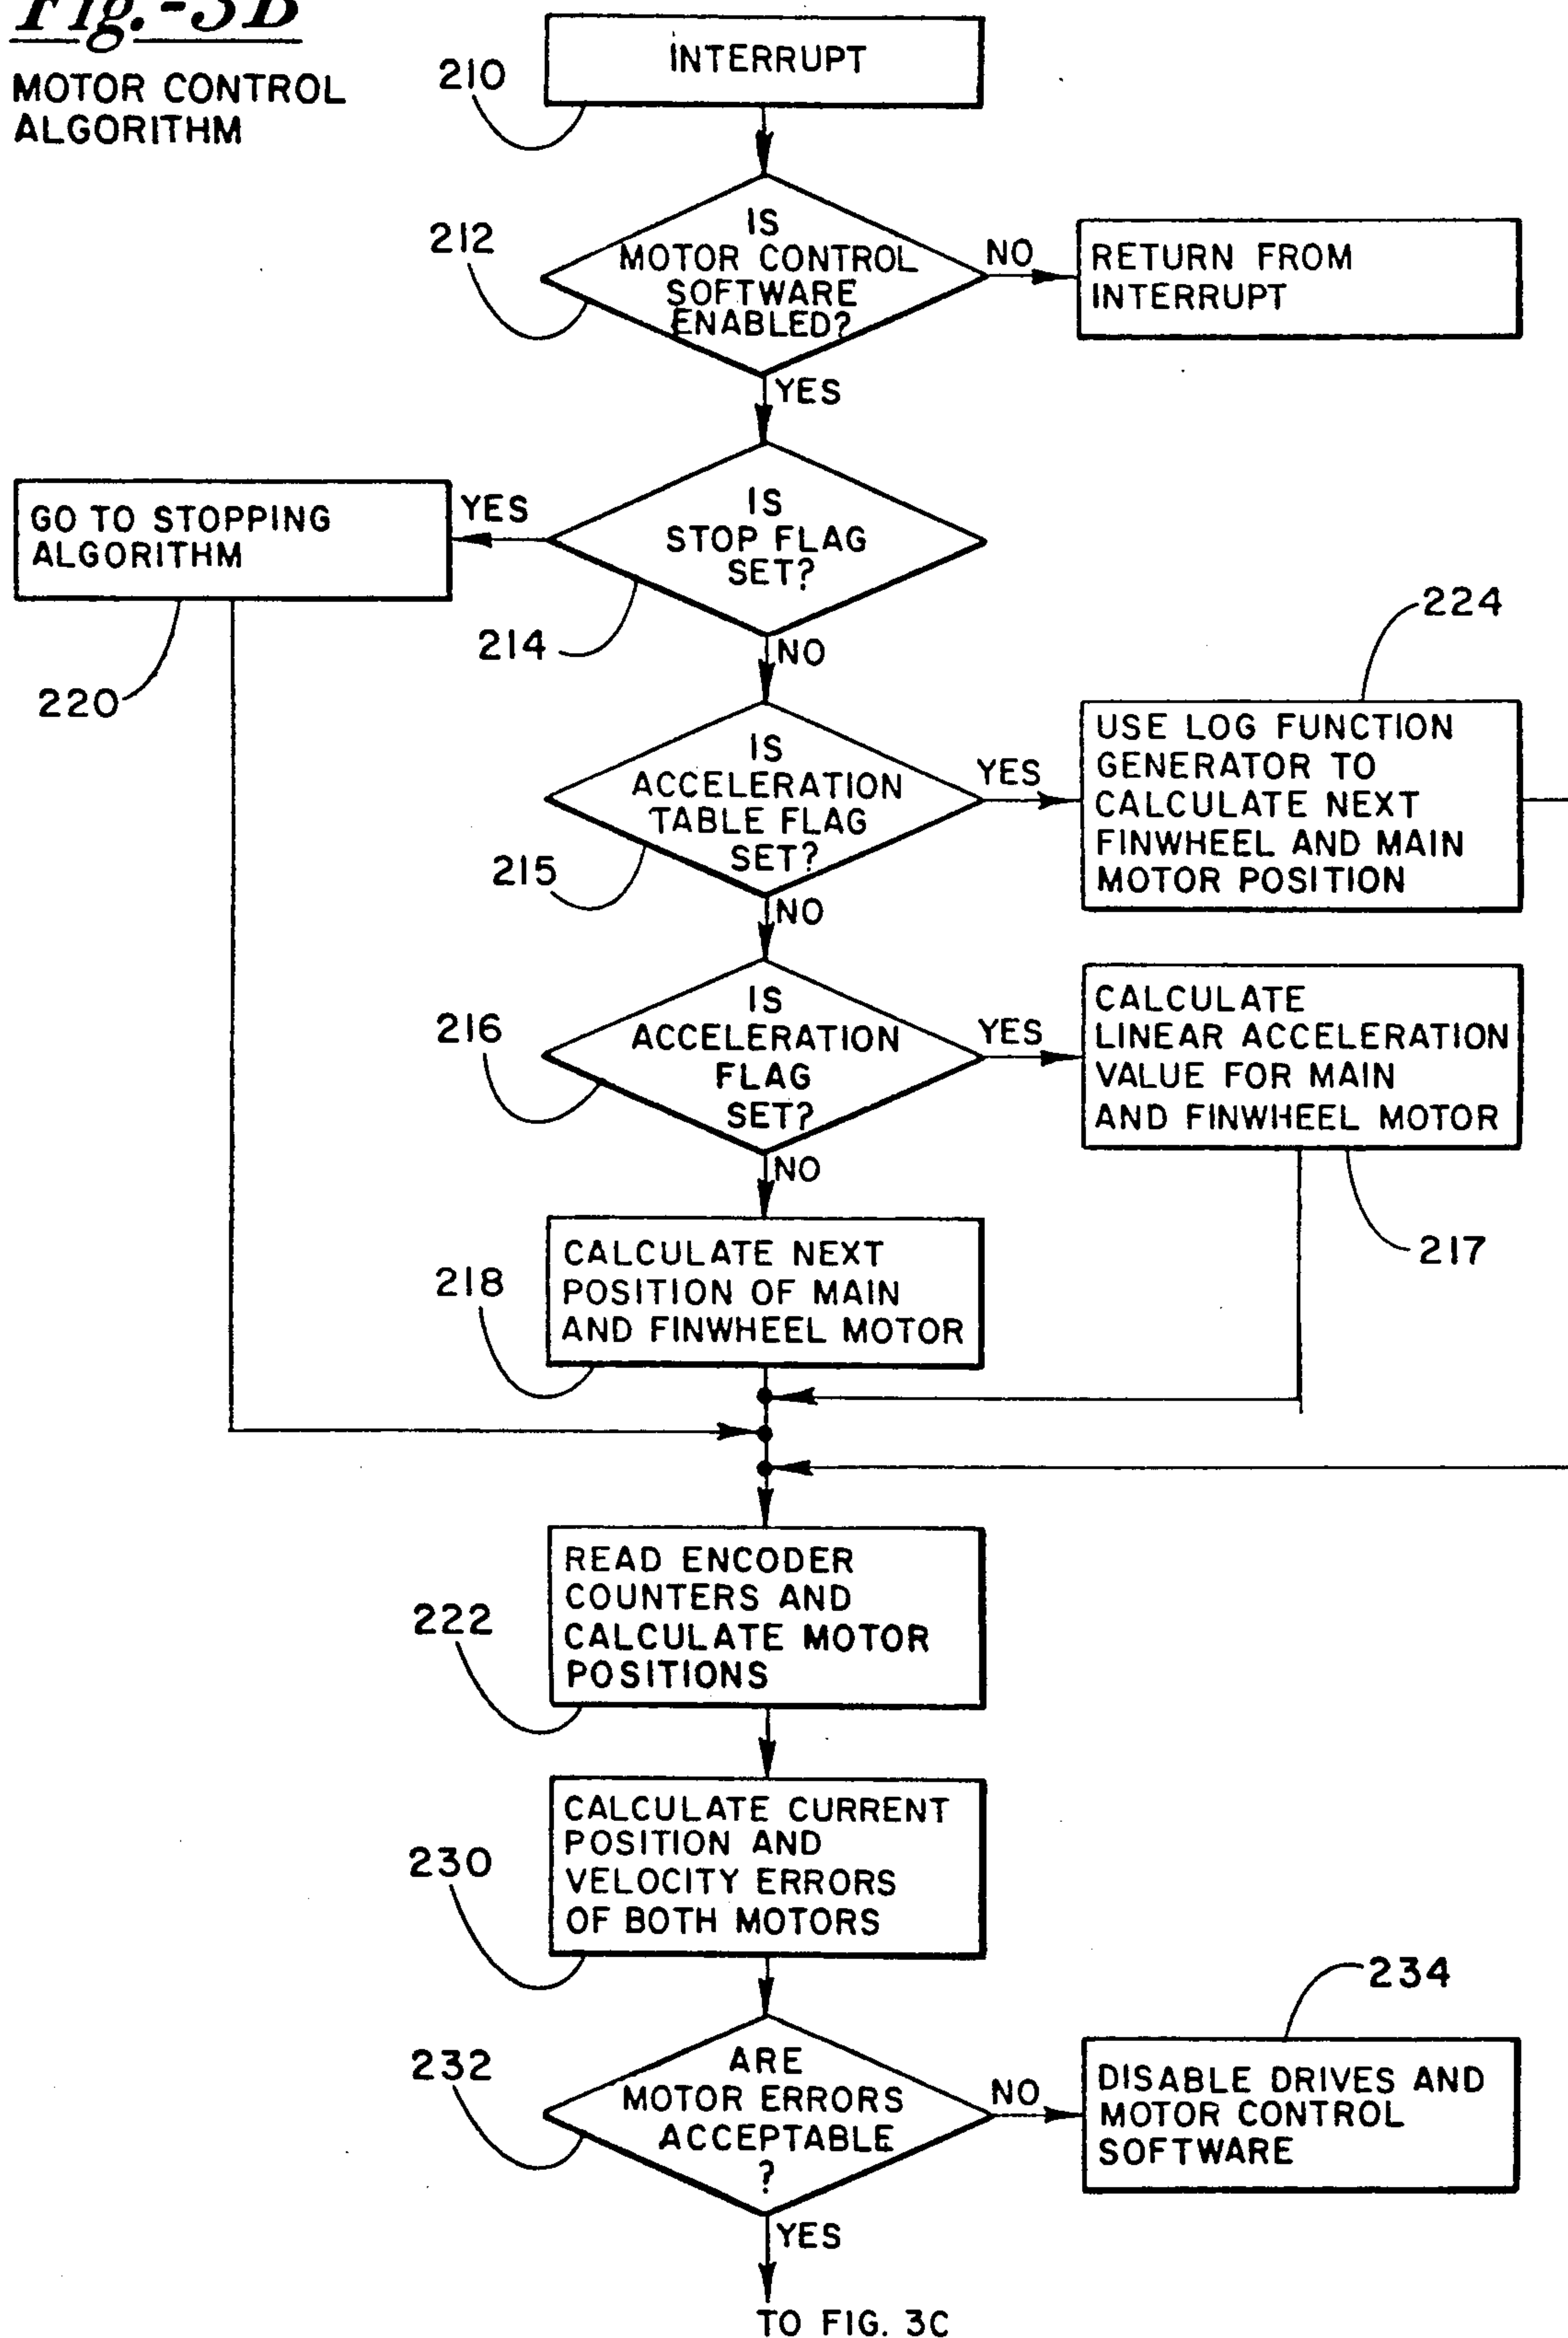 Fig.-3B
MOTOR CONTROL
ALGORITHM
210
INTERRUPT
212
IS
MOTOR CONTROL
SOFTWARE
ENABLED?
NO
RETURN FROM
INTERRUPT
YES
GO TO STOPPING
ALGORITHM
YES
IS
STOP FLAG
SET?
214
220
NO
224
IS
ACCELERATION
TABLE FLAG
SET?
215
YES
USE LOG FUNCTION
GENERATOR TO
CALCULATE NEXT
FINWHEEL AND MAIN
MOTOR POSITION
NO
216
IS
ACCELERATION
FLAG
SET?
YES
CALCULATE
LINEAR ACCELERATION
VALUE FOR MAIN
AND FINWHEEL MOTOR
217
NO
218
CALCULATE NEXT
POSITION OF MAIN
AND FINWHEEL MOTOR
222
READ ENCODER
COUNTERS AND
CALCULATE MOTOR
POSITIONS
230
CALCULATE CURRENT
POSITION AND
VELOCITY ERRORS
OF BOTH MOTORS
232
ARE
MOTOR ERRORS
ACCEPTABLE
?
NO
234
DISABLE DRIVES AND
MOTOR CONTROL
SOFTWARE
YES
TO FIG. 3C